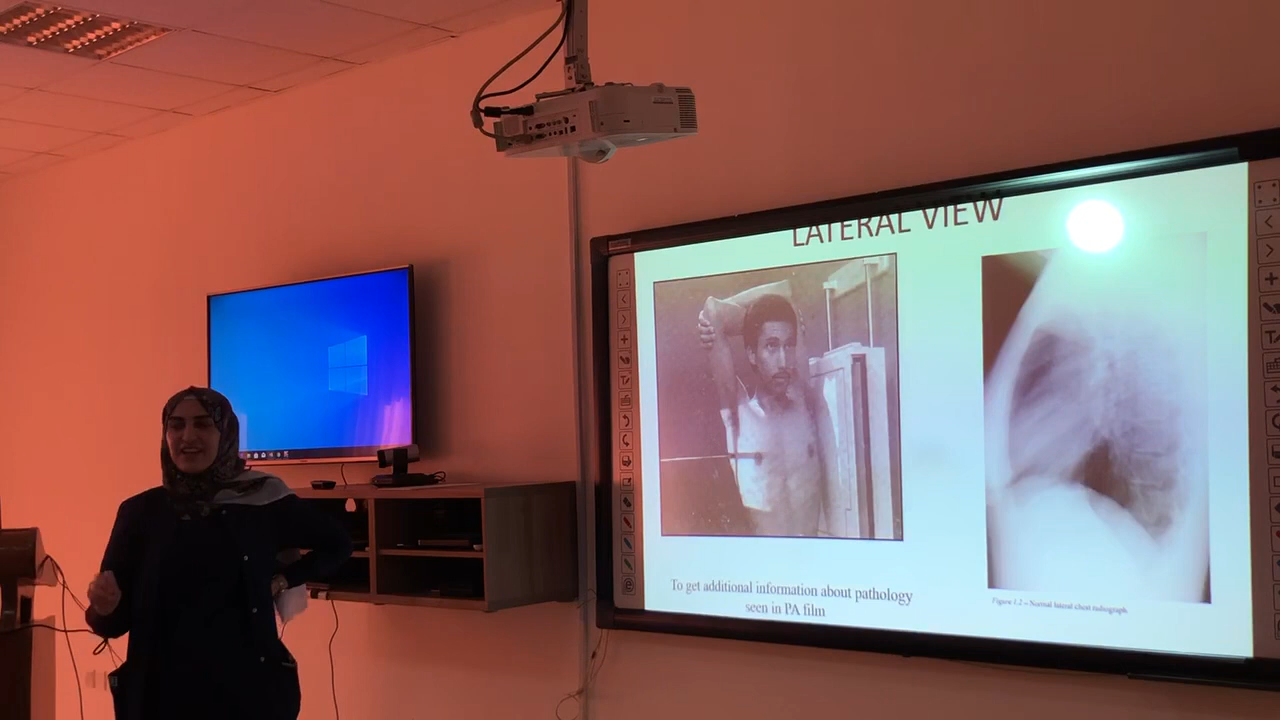 LATERAL VIEW
To get additional information about pathology
seen in PA film
Figure 1.2 – Normal lateral chest radiograph.